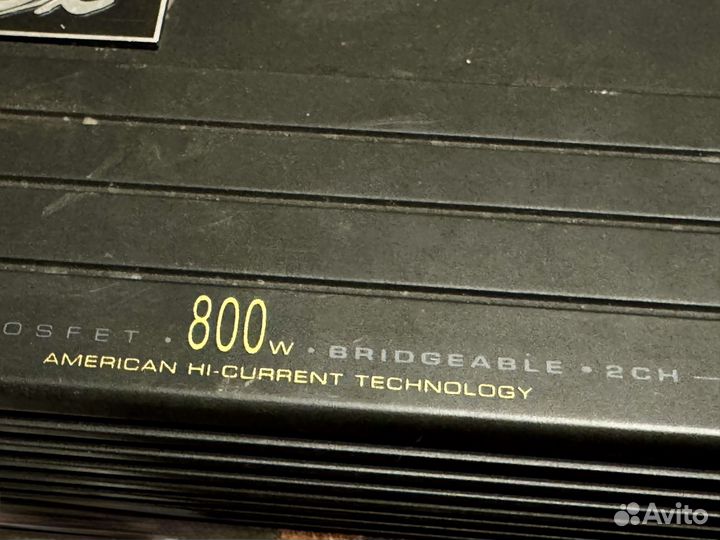 OSFET • 800W • BRIDGEABLE • 2CH
AMERICAN HI-CURRENT TECHNOLOGY
Avito